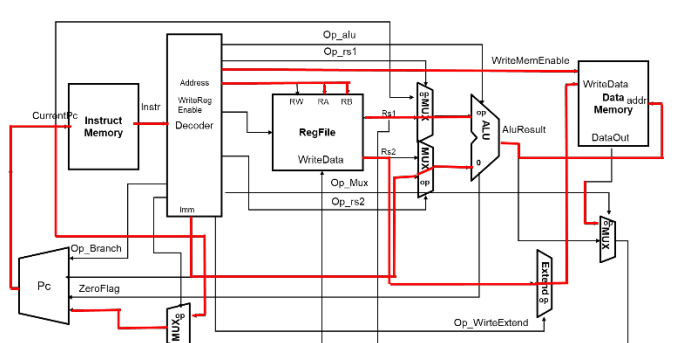 Op_alu
Op_rs1
WriteMemEnable
Address
WriteReg
Enable
Decoder
Imm
CurrentPc
Instr
Instruct
Memory
RW RA RB
RegFile
WriteData
Rs1
Rs2
op
MUX
MUX
op
op
ALU
0
AluResult
WriteData
Data
addr
Memory
DataOut
Op_Mux
Op_rs2
MUX
Op_Branch
Pc
ZeroFlag
op
MUX
Extend
op
Op_WirteExtend